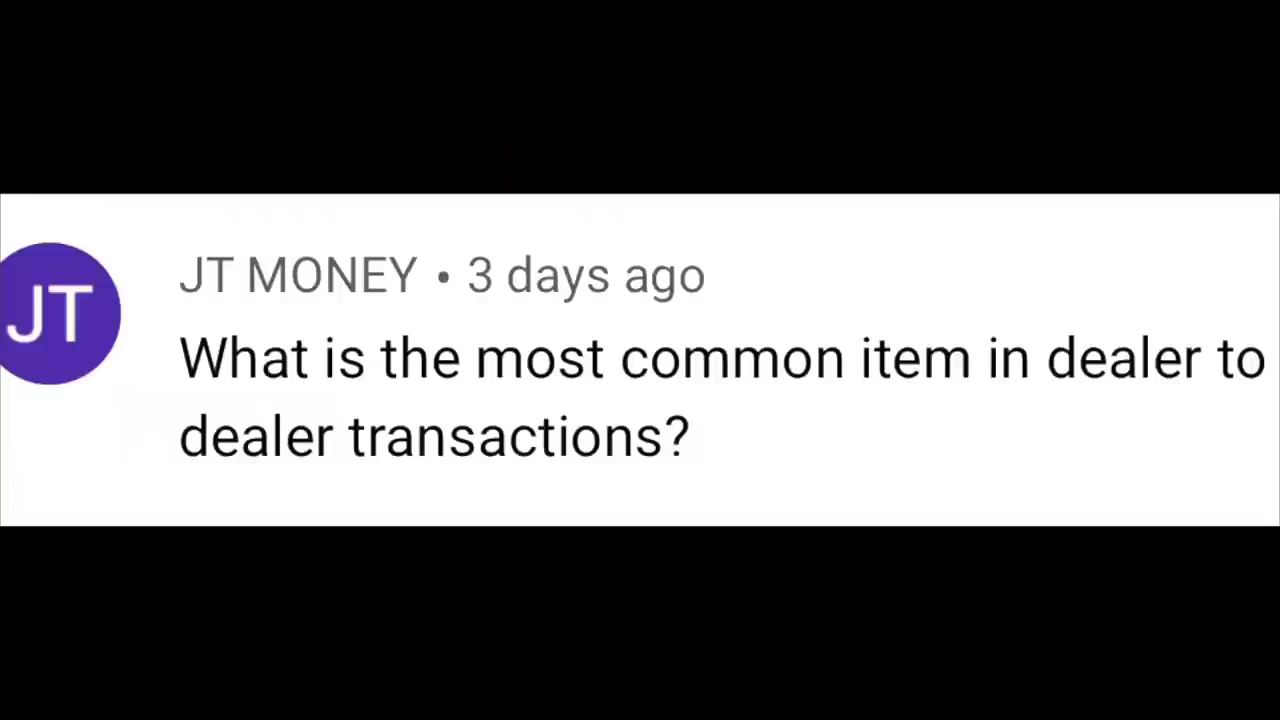 JT
JT MONEY • 3 days ago
What is the most common item in dealer to
dealer transactions?